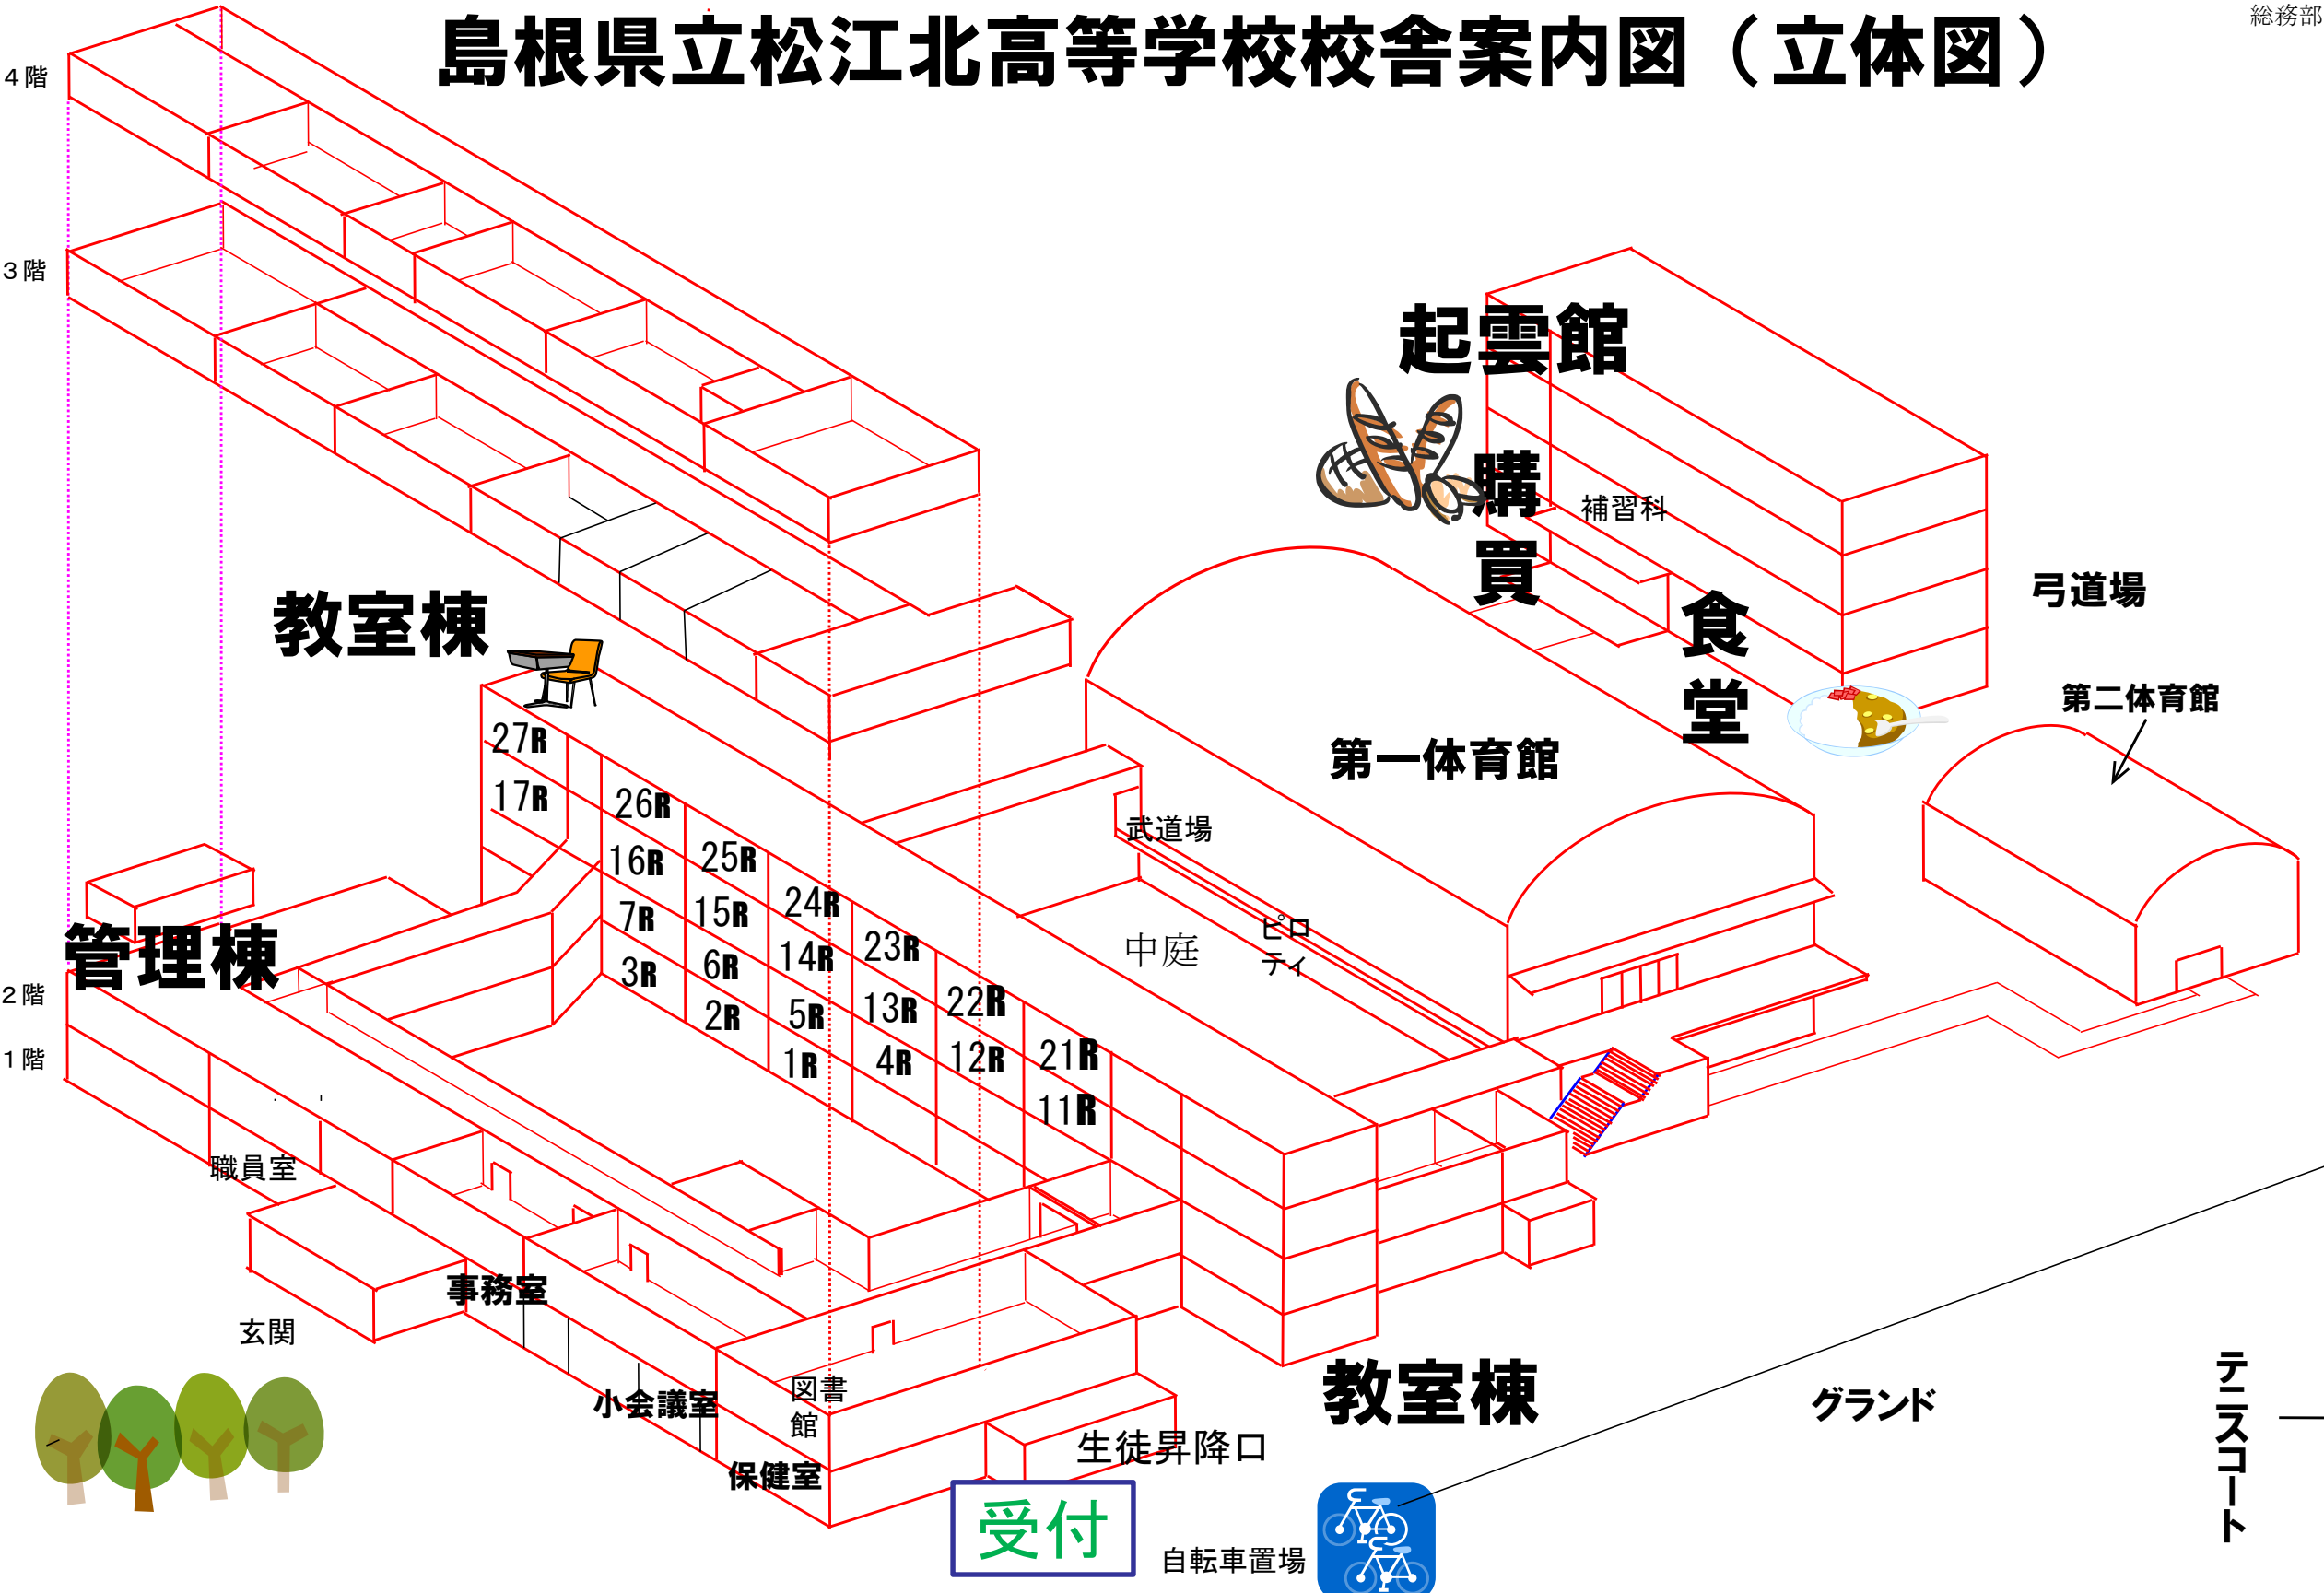 総務部
島根県立松江北高等学校校舎案内図（立体図）
４階
３階
起雲館
購買
補習科
食堂
弓道場
第二体育館
教室棟
27R
17R
26R
16R
7R
3R
25R
15R
6R
2R
24R
14R
5R
1R
23R
13R
4R
22R
12R
21R
11R
第一体育館
武道場
ピロ
ティ
中庭
管理棟
２階
１階
職員室
玄関
事務室
小会議室
保健室
図書
館
生徒昇降口
受付
自転車置場
教室棟
グランド
テニスコート